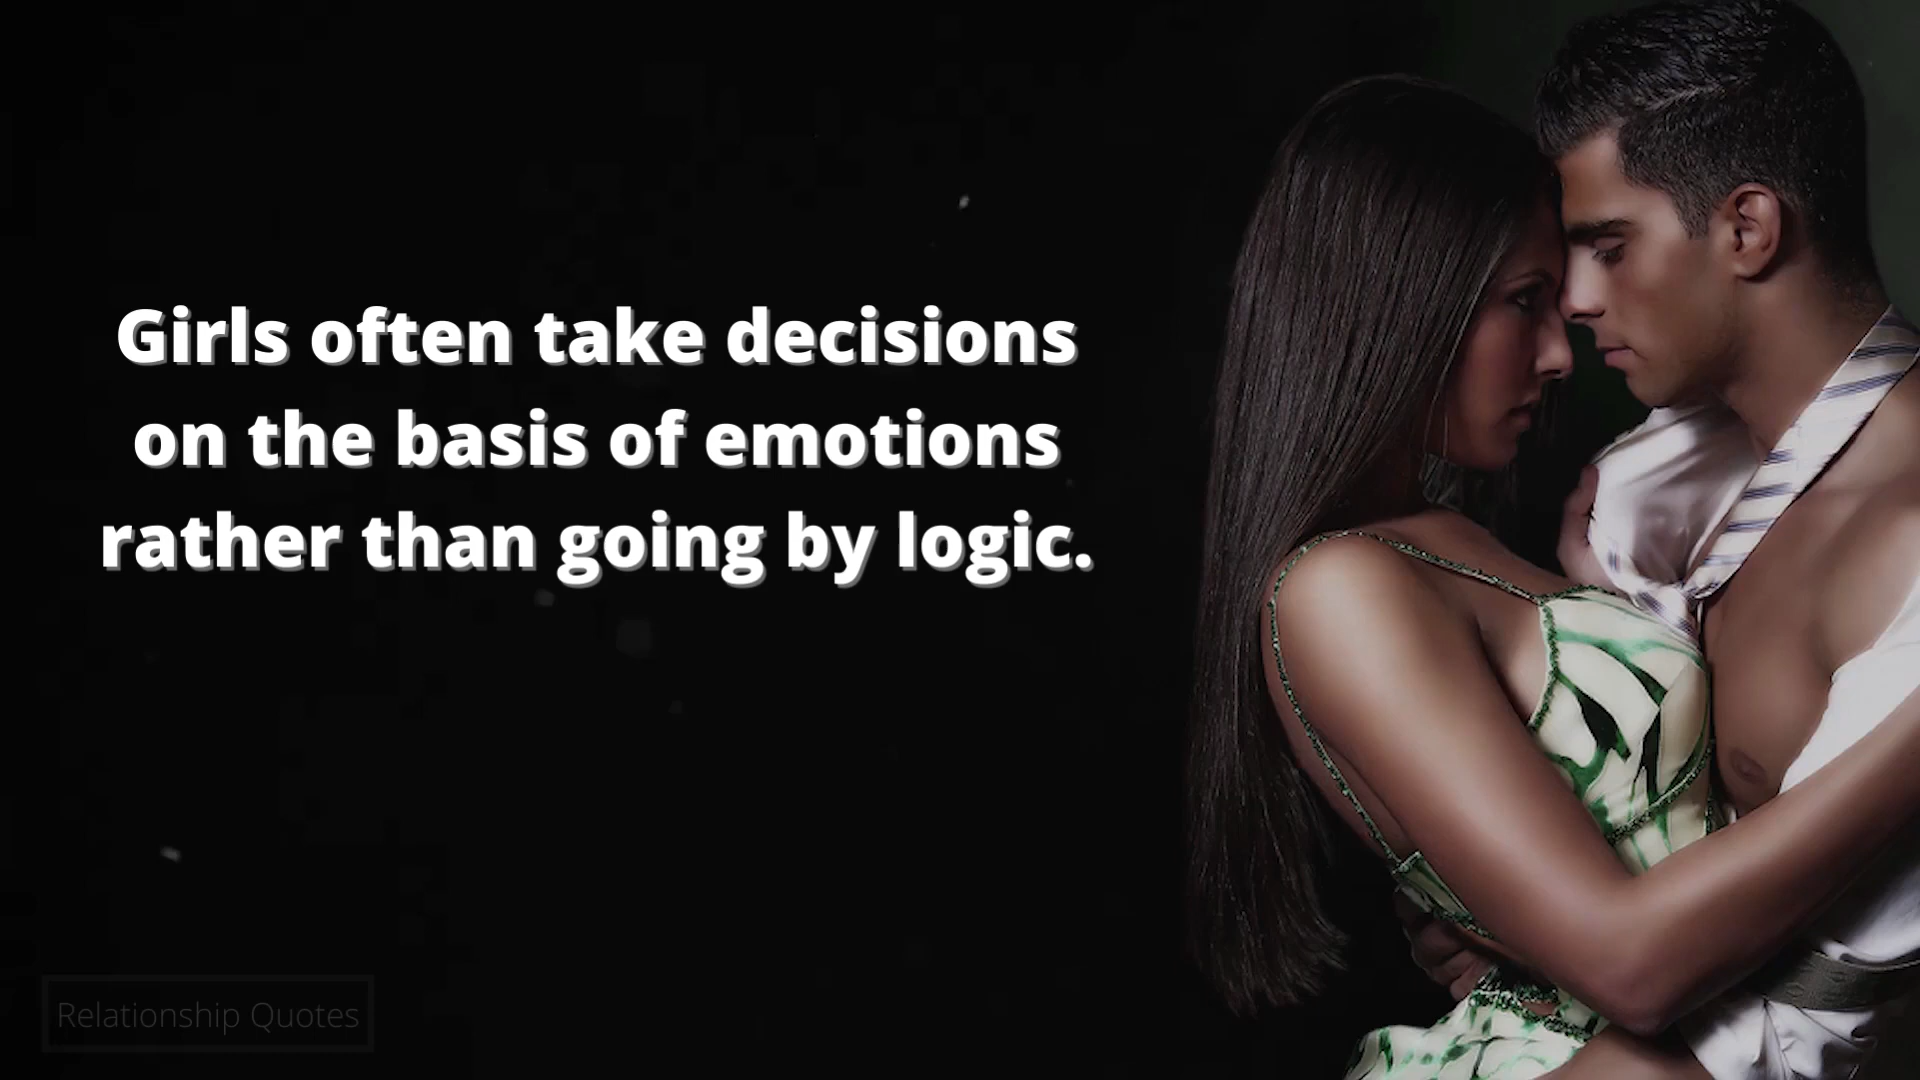 Girls often take decisions
on the basis of emotions
rather than going by logic.
Relationship Quotes